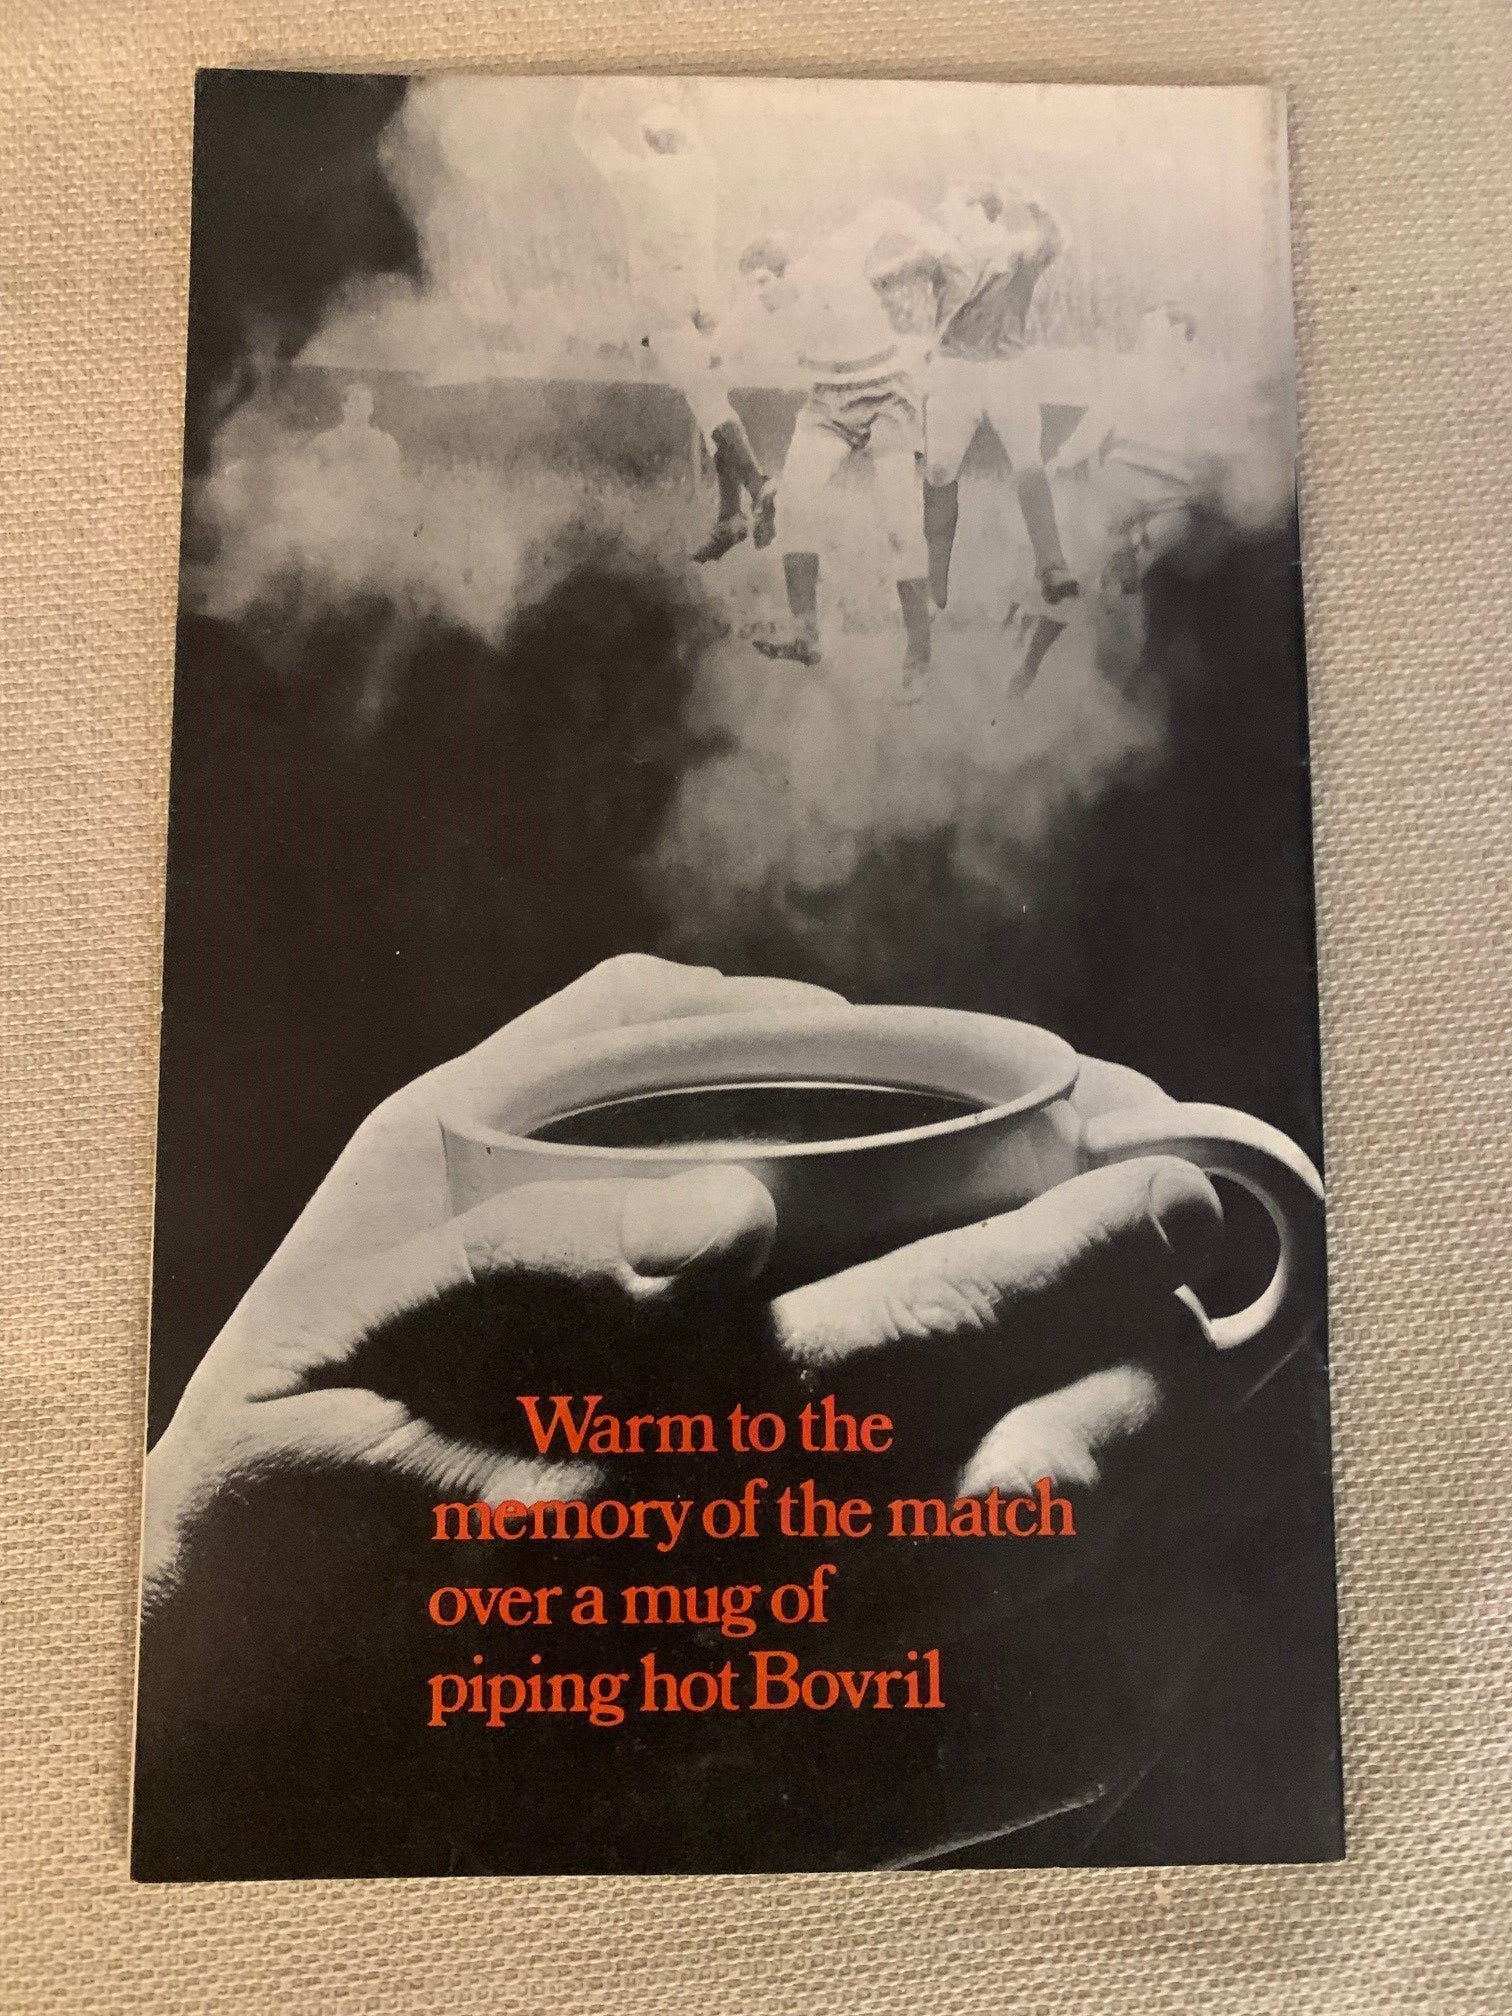 Warm to the
memory of the match
over a mug of
piping hot Bovril